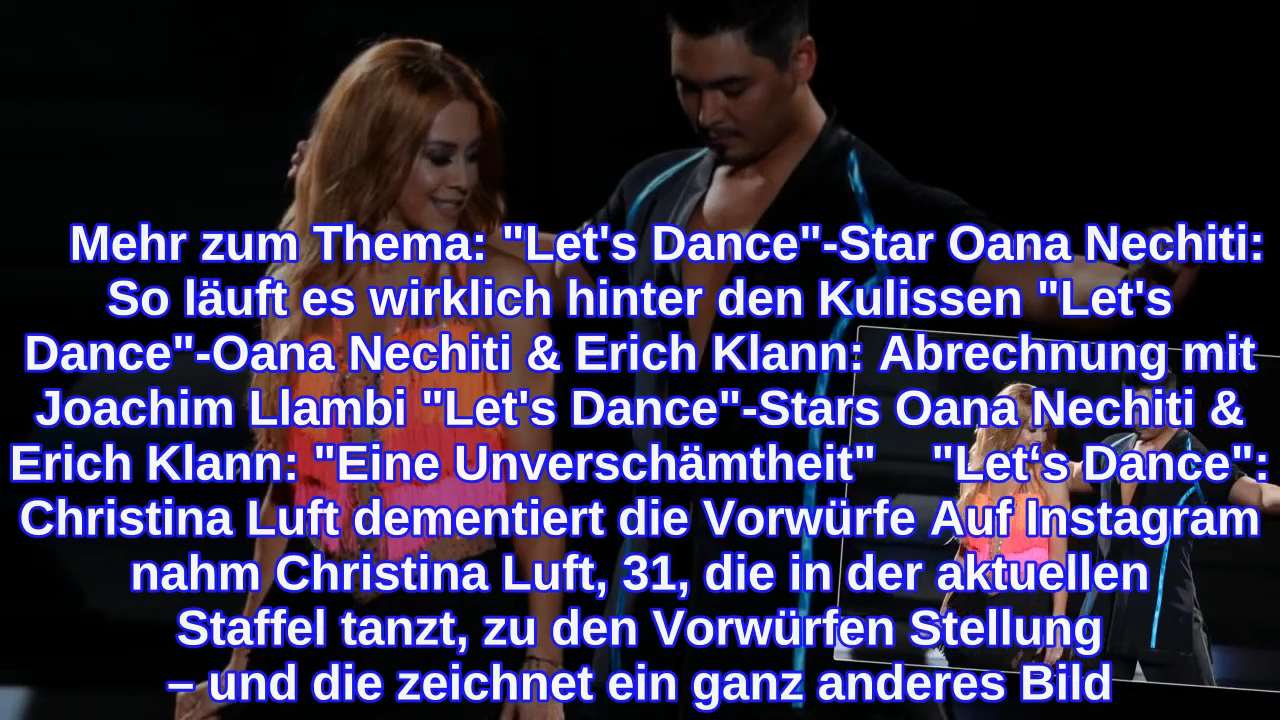 Mehr zum Thema: "Let's Dance"-Star Oana Nechiti:
So läuft es wirklich hinter den Kulissen "Let's
Dance"-Oana Nechiti & Erich Klann: Abrechnung mit
Joachim Llambi "Let's Dance"-Stars Oana Nechiti &
Erich Klann: "Eine Unverschämtheit" "Let‘s Dance":
Christina Luft dementiert die Vorwürfe Auf Instagram
nahm Christina Luft, 31, die in der aktuellen
Staffel tanzt, zu den Vorwürfen Stellung
– und die zeichnet ein ganz anderes Bild